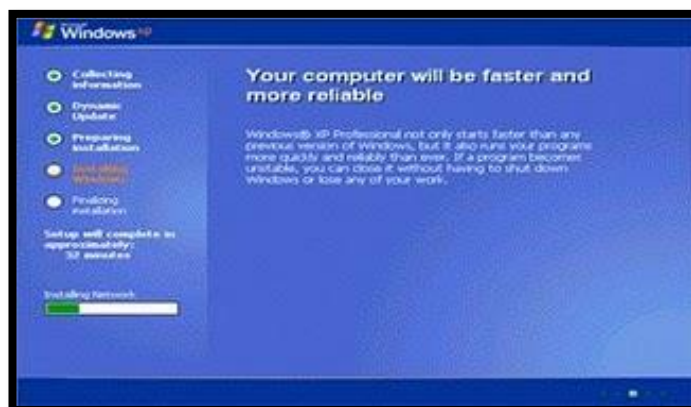 Microsoft
Windows xp
Collecting
information
Dynamic
Update
Preparing
installation
Installing
Windows
Finalizing
installation
Setup will complete in
approximately:
32 minutes
Installing Network
Your computer will be faster and
more reliable
Windows® XP Professional not only starts faster than any
previous version of Windows, but it also runs your programs
more quickly and reliably than ever. If a program becomes
unstable, you can close it without having to shut down
Windows or lose any of your work.